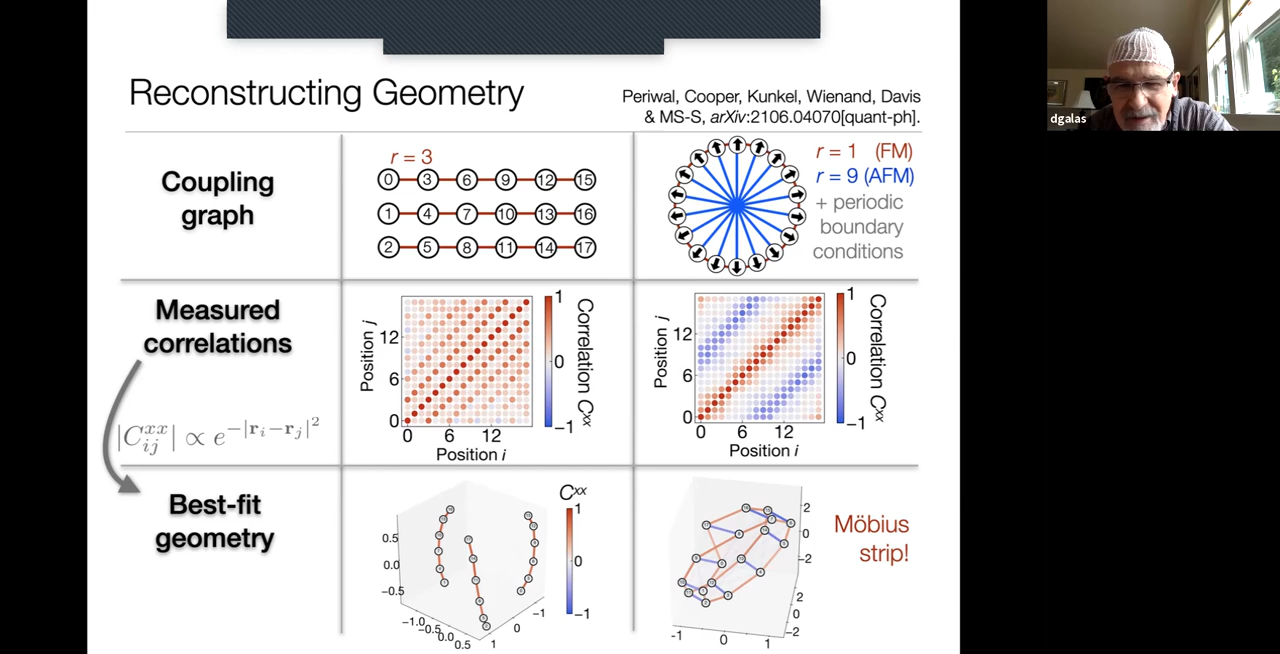 Reconstructing Geometry
Periwal, Cooper, Kunkel, Wienand, Davis
& MS-S, arXiv:2106.04070[quant-ph].
dgalas
Coupling
graph
r = 3
0 3 6 9 12 15
1 4 7 10 13 16
2 5 8 11 14 17
r = 1 (FM)
r = 9 (AFM)
+ periodic
boundary
conditions
Measured
correlations
|C_{ij}^{xx}| ∝ e^{-|r_i-r_j|^2}
Position j
12
6
0
0 6 12
Position i
1
0
−1
Correlation Cxx
Position j
12
6
0
0 6 12
Position i
1
0
−1
Correlation Cxx
Best-fit
geometry
0.5
0.0
−0.5
−1.0
−0.5
0.0
0.5
1
0
−1
Cxx
1
0
−1
2
0
−2
2
0
−2
-1 0 1
Möbius
strip!